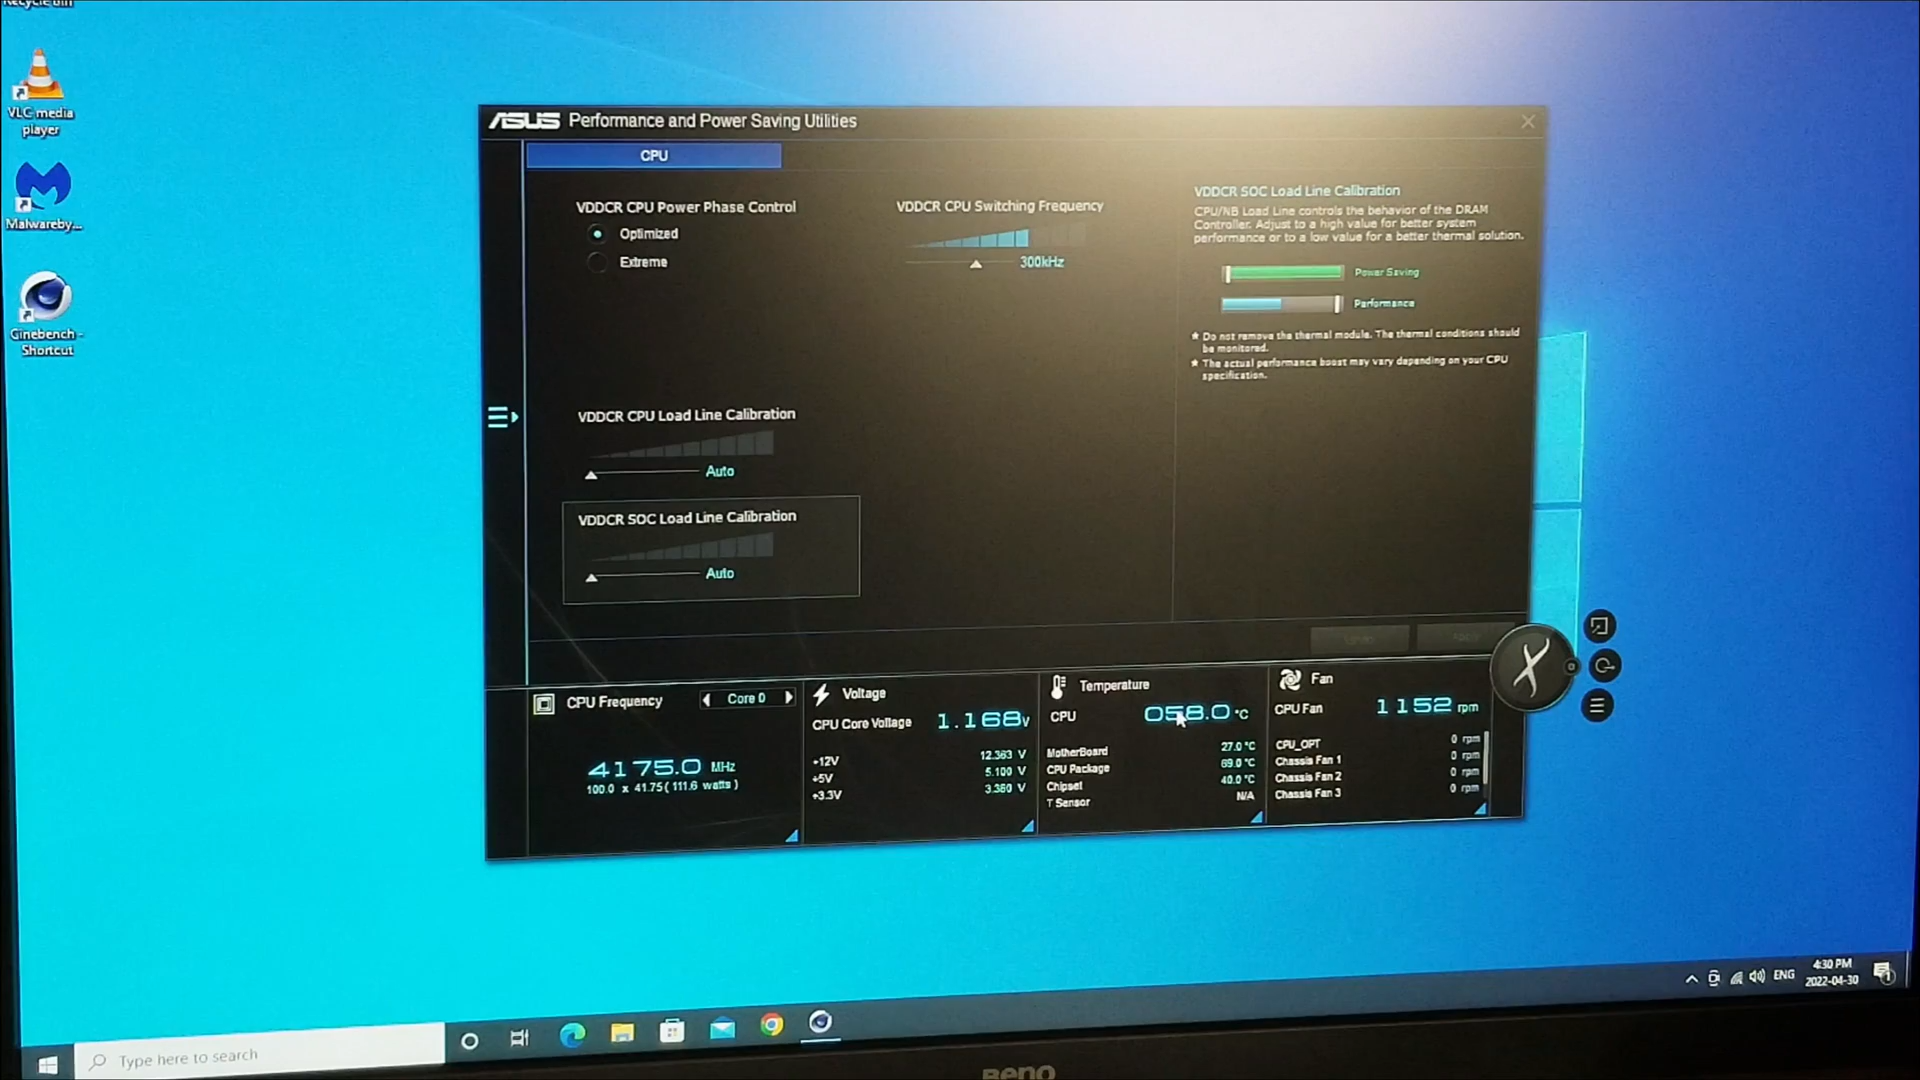 Recycle Bin
VLC media
player
Malwareby...
Cinebench -
Shortcut
ASUS Performance and Power Saving Utilities
CPU
VDDCR CPU Power Phase Control
Optimized
Extreme
VDDCR CPU Switching Frequency
300kHz
VDDCR SOC Load Line Calibration
CPU/NB Load Line controls the behavior of the DRAM
Controller. Adjust to a high value for better system
performance or to a low value for a better thermal solution.
Power Saving
Performance
* Do not remove the thermal module. The thermal conditions should
be monitored.
* The actual performance boost may vary depending on your CPU
specification.
VDDCR CPU Load Line Calibration
Auto
VDDCR SOC Load Line Calibration
Auto
Undo
Apply
CPU Frequency
Core 0
4175.0 MHz
100.0 x 41.75 ( 111.6 watts )
Voltage
CPU Core Voltage 1.168v
+12V 12.363 V
+5V 5.100 V
+3.3V 3.360 V
Temperature
CPU 058.0 °C
MotherBoard 27.0 °C
CPU Package 69.0 °C
Chipset 40.0 °C
T Sensor N/A
Fan
CPU Fan 1152 rpm
CPU_OPT 0 rpm
Chassis Fan 1 0 rpm
Chassis Fan 2 0 rpm
Chassis Fan 3 0 rpm
Type here to search
ENG
4:30 PM
2022-04-30
1
BenQ